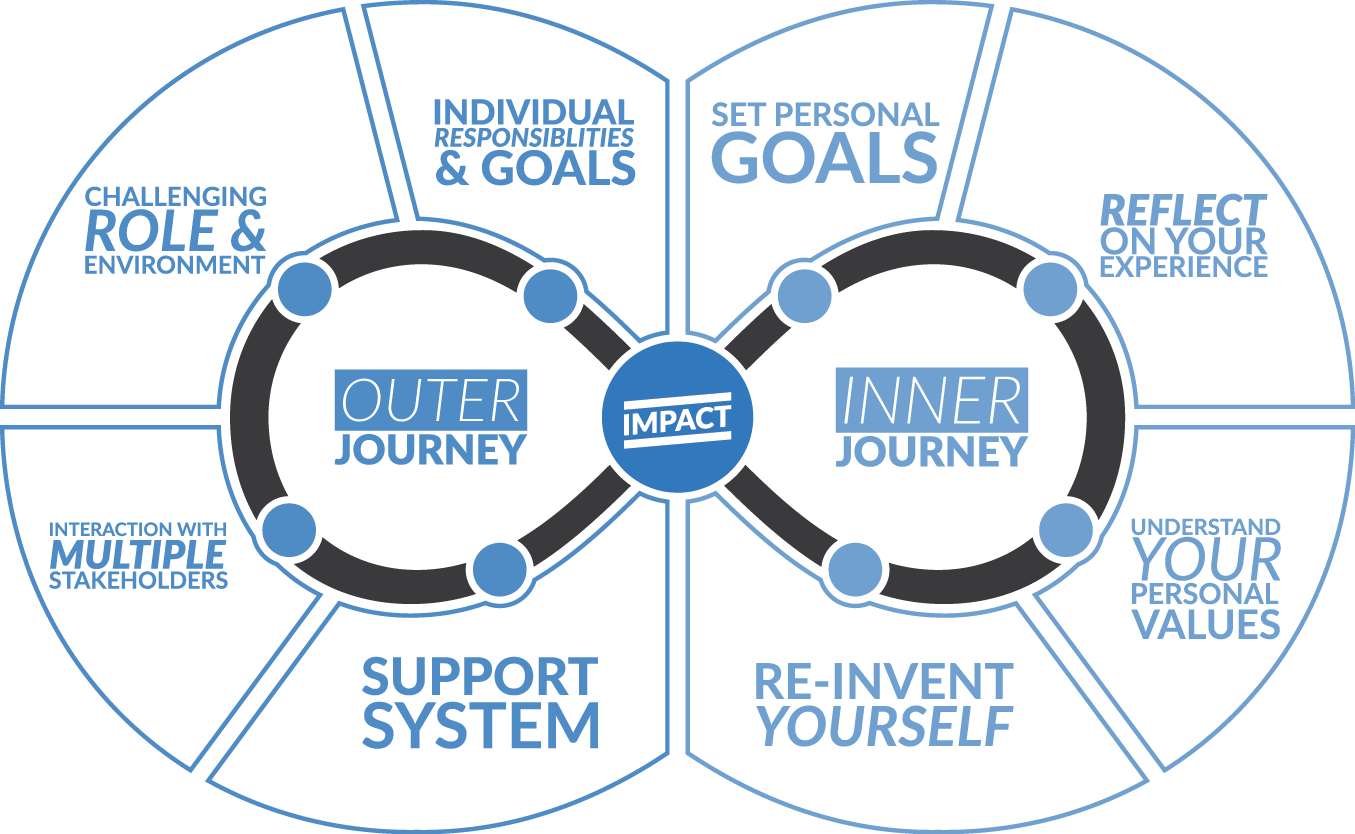 INDIVIDUAL
RESPONSIBLITIES
& GOALS
SET PERSONAL
GOALS
CHALLENGING
ROLE &
ENVIRONMENT
REFLECT
ON YOUR
EXPERIENCE
OUTER
JOURNEY
IMPACT
INNER
JOURNEY
INTERACTION WITH
MULTIPLE
STAKEHOLDERS
UNDERSTAND
YOUR
PERSONAL
VALUES
SUPPORT
SYSTEM
RE-INVENT
YOURSELF